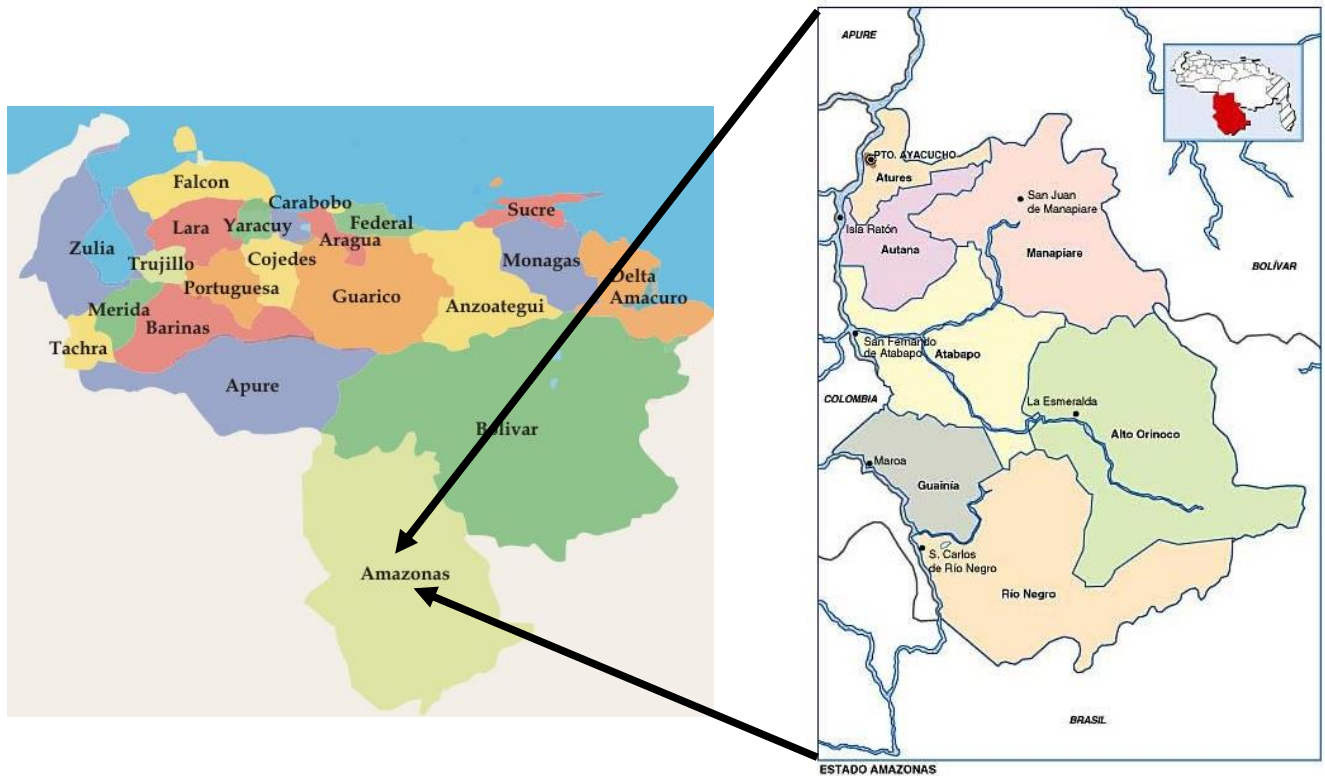 Falcon
Carabobo
Federal
Sucre
Lara
Yaracuy
Aragua
Zulia
Trujillo
Cojedes
Monagas
Delta
Amacuro
Portuguesa
Guarico
Merida
Barinas
Anzoategui
Tachra
Apure
Bolivar
Amazonas
APURE
PTO. AYACUCHO
Atures
San Juan
de Manapiare
Isla Ratón
Autana
Manapiare
BOLÍVAR
San Fernando
de Atabapo
Atabapo
COLOMBIA
La Esmeralda
Alto Orinoco
Maroa
Guainía
S. Carlos
de Río Negro
Río Negro
BRASIL
ESTADO AMAZONAS